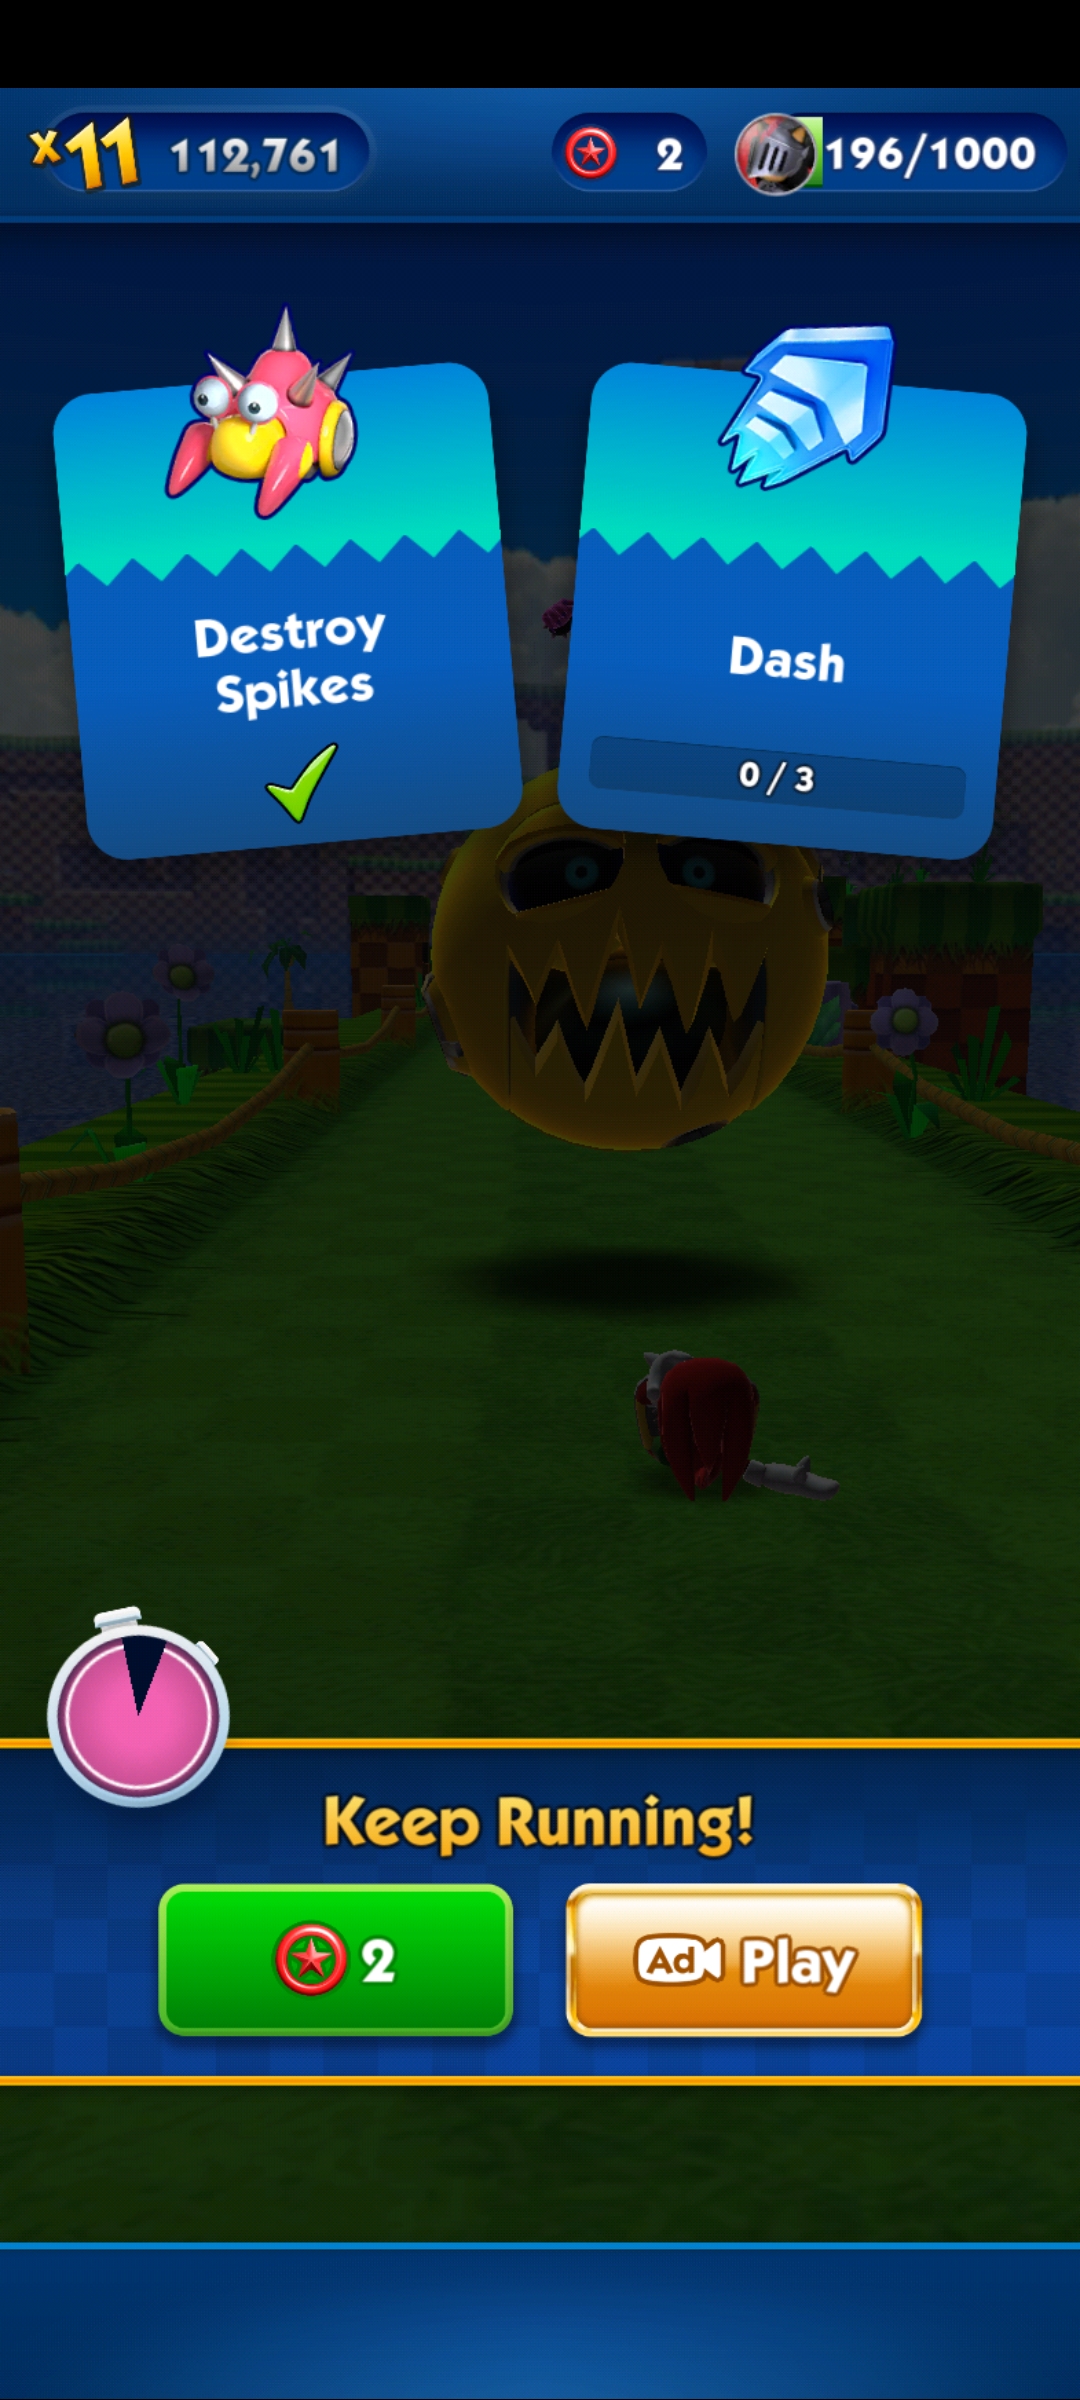 x11 112,761 2 196/1000
Destroy
Spikes
Dash
0 / 3
Keep Running!
2
Ad Play